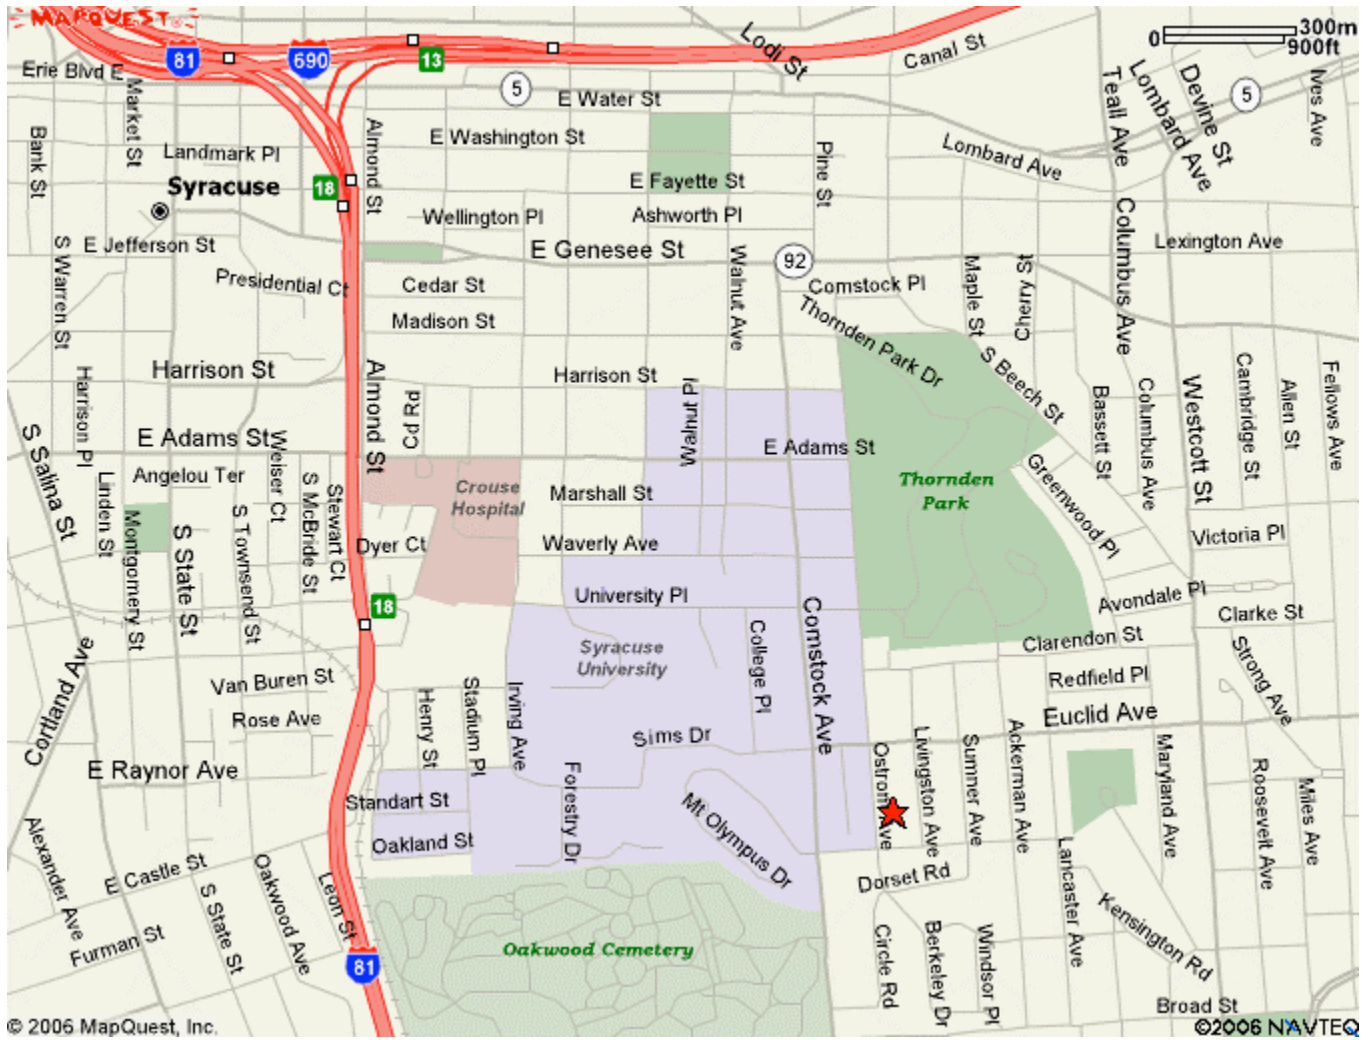 MAPQUEST
81
690
13
Lodi St
Canal St
300m
0
900ft
Erie Blvd E
Market St
5
E Water St
Teall Ave
Lombard Ave
Devine St
5
Ives Ave
Bank St
Landmark Pl
Almond St
E Washington St
Pine St
Lombard Ave
Syracuse
18
E Fayette St
Wellington Pl
Ashworth Pl
Columbus Ave
Lexington Ave
S Warren St
E Jefferson St
E Genesee St
Walnut Ave
92
Maple St
Cherry St
Presidential Ct
Cedar St
Comstock Pl
Madison St
Thornden Park Dr
S Beech St
Harrison St
Harrison Pl
Almond St
Cpl Rd
Harrison St
Walnut Pl
Bassett St
Columbus Ave
Westcott St
Cambridge St
Allen St
Fellows Ave
S Salina St
E Adams St
E Adams St
Angelou Ter
Weiser Ct
S McBride St
Stewart Ct
Crouse
Hospital
Marshall St
Thornden
Park
Greenwood Pl
Linden St
Montgomery St
S State St
S Townsend St
Dyer Ct
Waverly Ave
Victoria Pl
18
University Pl
Comstock Ave
Avondale Pl
Clarke St
Cortland Ave
Syracuse
University
College Pl
Clarendon St
Strong Ave
Van Buren St
Henry St
Stadium Pl
Irving Ave
Redfield Pl
Rose Ave
Sims Dr
Euclid Ave
E Raynor Ave
Ostrom Ave
Livingston Ave
Sumner Ave
Ackerman Ave
Maryland Ave
Roosevelt Ave
Miles Ave
Standart St
Forestry Dr
Mt Olympus Dr
Alexander Ave
Oakland St
E Castle St
Oakwood Ave
Leon St
Dorset Rd
Lancaster Ave
Kensington Rd
S State St
Furman St
Oakwood Cemetery
Circle Rd
Berkeley Dr
Windsor Pl
81
Broad St
© 2006 MapQuest, Inc.
©2006 NAVTEQ